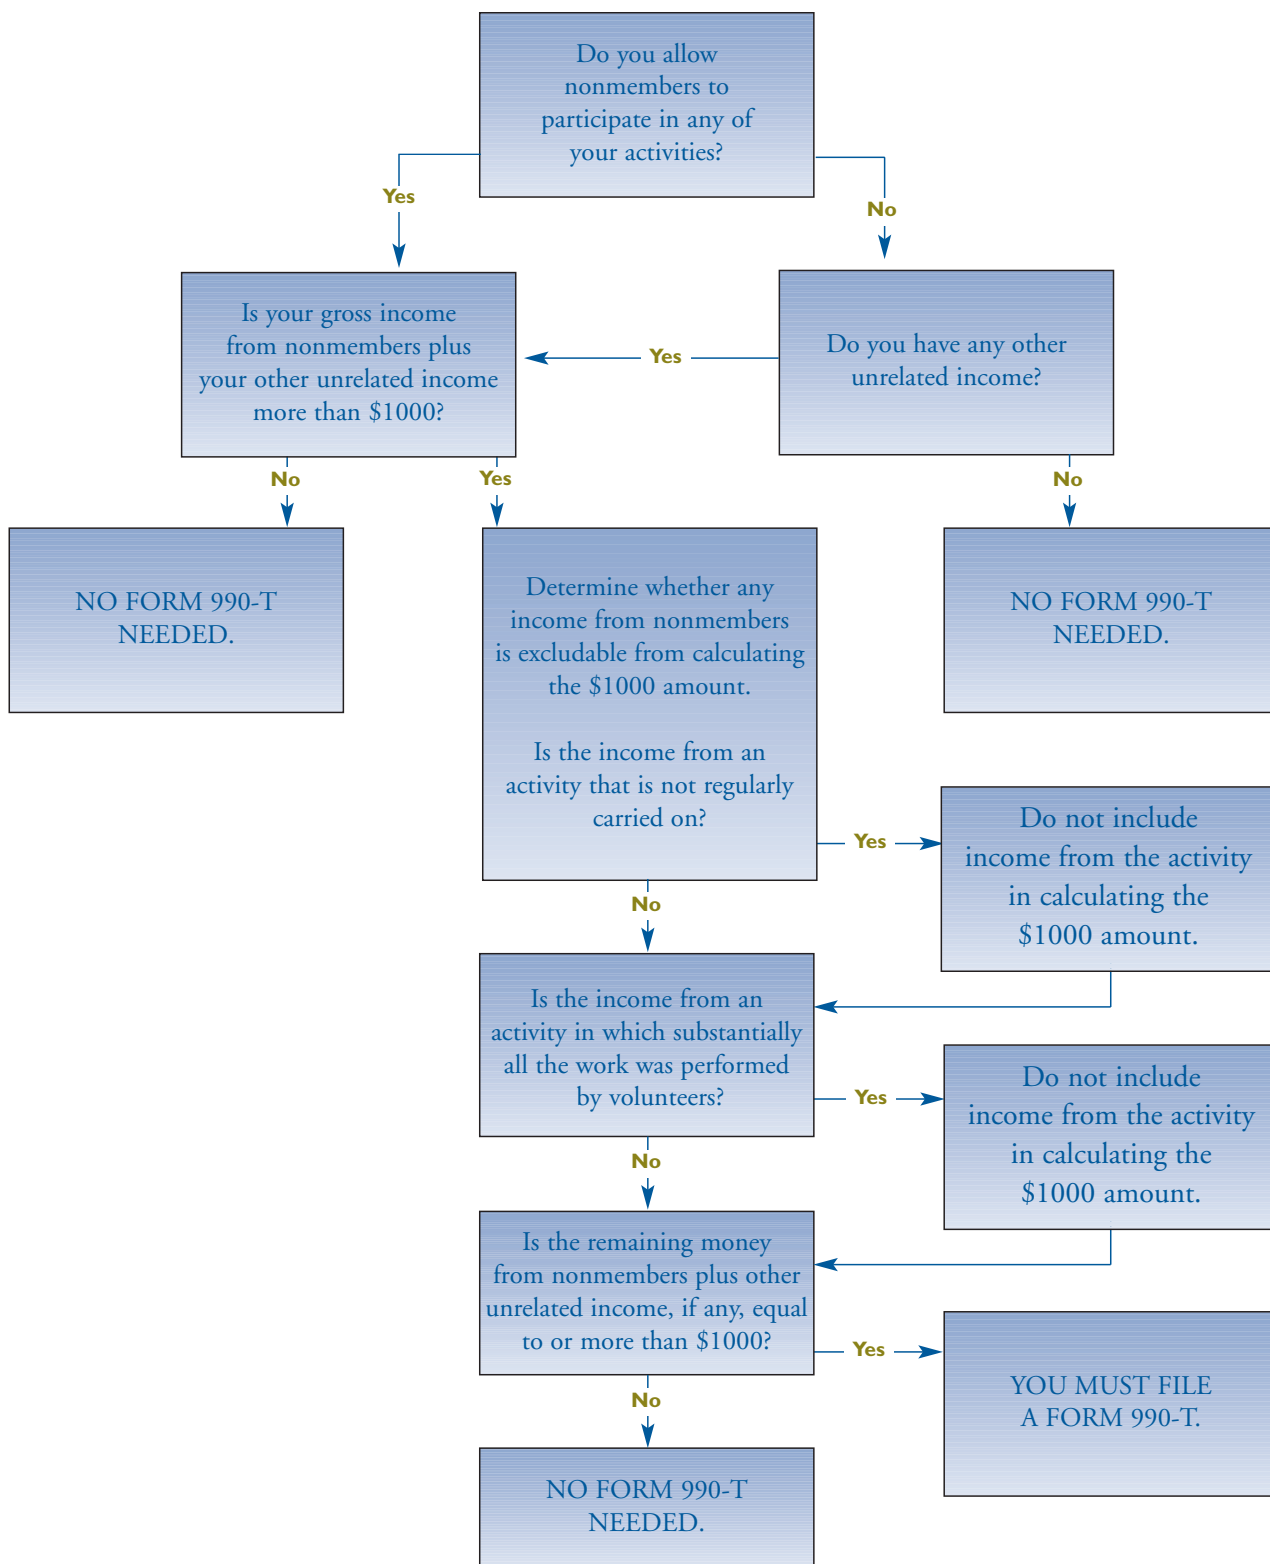 Do you allow
nonmembers to
participate in any of
your activities?
Yes
No
Is your gross income
from nonmembers plus
your other unrelated income
more than $1000?
Yes
Do you have any other
unrelated income?
No
Yes
No
NO FORM 990-T
NEEDED.
Determine whether any
income from nonmembers
is excludable from calculating
the $1000 amount.
Is the income from an
activity that is not regularly
carried on?
NO FORM 990-T
NEEDED.
Yes
Do not include
income from the activity
in calculating the
$1000 amount.
No
Is the income from an
activity in which substantially
all the work was performed
by volunteers?
Yes
Do not include
income from the activity
in calculating the
$1000 amount.
No
Is the remaining money
from nonmembers plus other
unrelated income, if any, equal
to or more than $1000?
Yes
YOU MUST FILE
A FORM 990-T.
No
NO FORM 990-T
NEEDED.